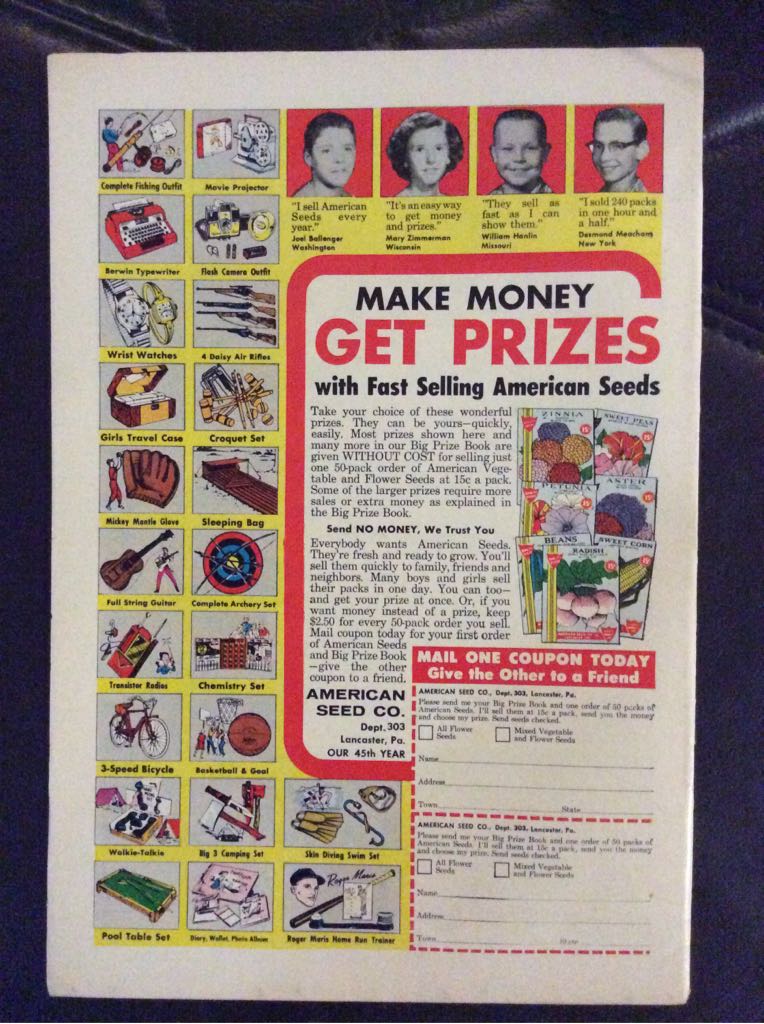 Complete Fishing Outfit
Movie Projector
Berwin Typewriter
Flash Camera Outfit
Wrist Watches
4 Daisy Air Rifles
Girls Travel Case
Croquet Set
Mickey Mantle Glove
Sleeping Bag
Full String Guitar
Complete Archery Set
Transistor Radios
Chemistry Set
3-Speed Bicycle
Basketball & Goal
Walkie-Talkie
Big 3 Camping Set
Skin Diving Swim Set
Pool Table Set
Diary, Wallet, Photo Album
Roger Maris
Roger Maris Home Run Trainer
"I sell American
Seeds every
year."
Joel Ballenger
Washington
"It's an easy way
to get money
and prizes."
Mary Zimmerman
Wisconsin
"They sell as
fast as I can
show them."
William Hanlin
Missouri
"I sold 240 packs
in one hour and
a half."
Desmond Meacham
New York
MAKE MONEY
GET PRIZES
with Fast Selling American Seeds
Take your choice of these wonderful
prizes. They can be yours—quickly,
easily. Most prizes shown here and
many more in our Big Prize Book are
given WITHOUT COST for selling just
one 50-pack order of American Vege-
table and Flower Seeds at 15c a pack.
Some of the larger prizes require more
sales or extra money as explained in
the Big Prize Book.
Send NO MONEY, We Trust You
Everybody wants American Seeds.
They're fresh and ready to grow. You'll
sell them quickly to family, friends and
neighbors. Many boys and girls sell
their packs in one day. You can too—
and get your prize at once. Or, if you
want money instead of a prize, keep
$2.50 for every 50-pack order you sell.
Mail coupon today for your first order
of American Seeds
and Big Prize Book
—give the other
coupon to a friend.
ZINNIA
15¢
SWEET PEAS
15¢
PETUNIA
15¢
ASTER
15¢
BEANS
SWEET CORN
RADISH
15¢
AMERICAN
SEED CO.
Dept. 303
Lancaster, Pa.
OUR 45th YEAR
MAIL ONE COUPON TODAY
Give the Other to a Friend
AMERICAN SEED CO., Dept. 303, Lancaster, Pa.
Please send me your Big Prize Book and one order of 50 packs of
American Seeds. I'll sell them at 15c a pack, send you the money
and choose my prize. Send seeds checked.
All Flower
Seeds
Mixed Vegetable
and Flower Seeds
Name
Address
Town State
AMERICAN SEED CO., Dept. 303, Lancaster, Pa.
Please send me your Big Prize Book and one order of 50 packs of
American Seeds. I'll sell them at 15c a pack, send you the money
and choose my prize. Send seeds checked.
All Flower
Seeds
Mixed Vegetable
and Flower Seeds
Name
Address
Town State